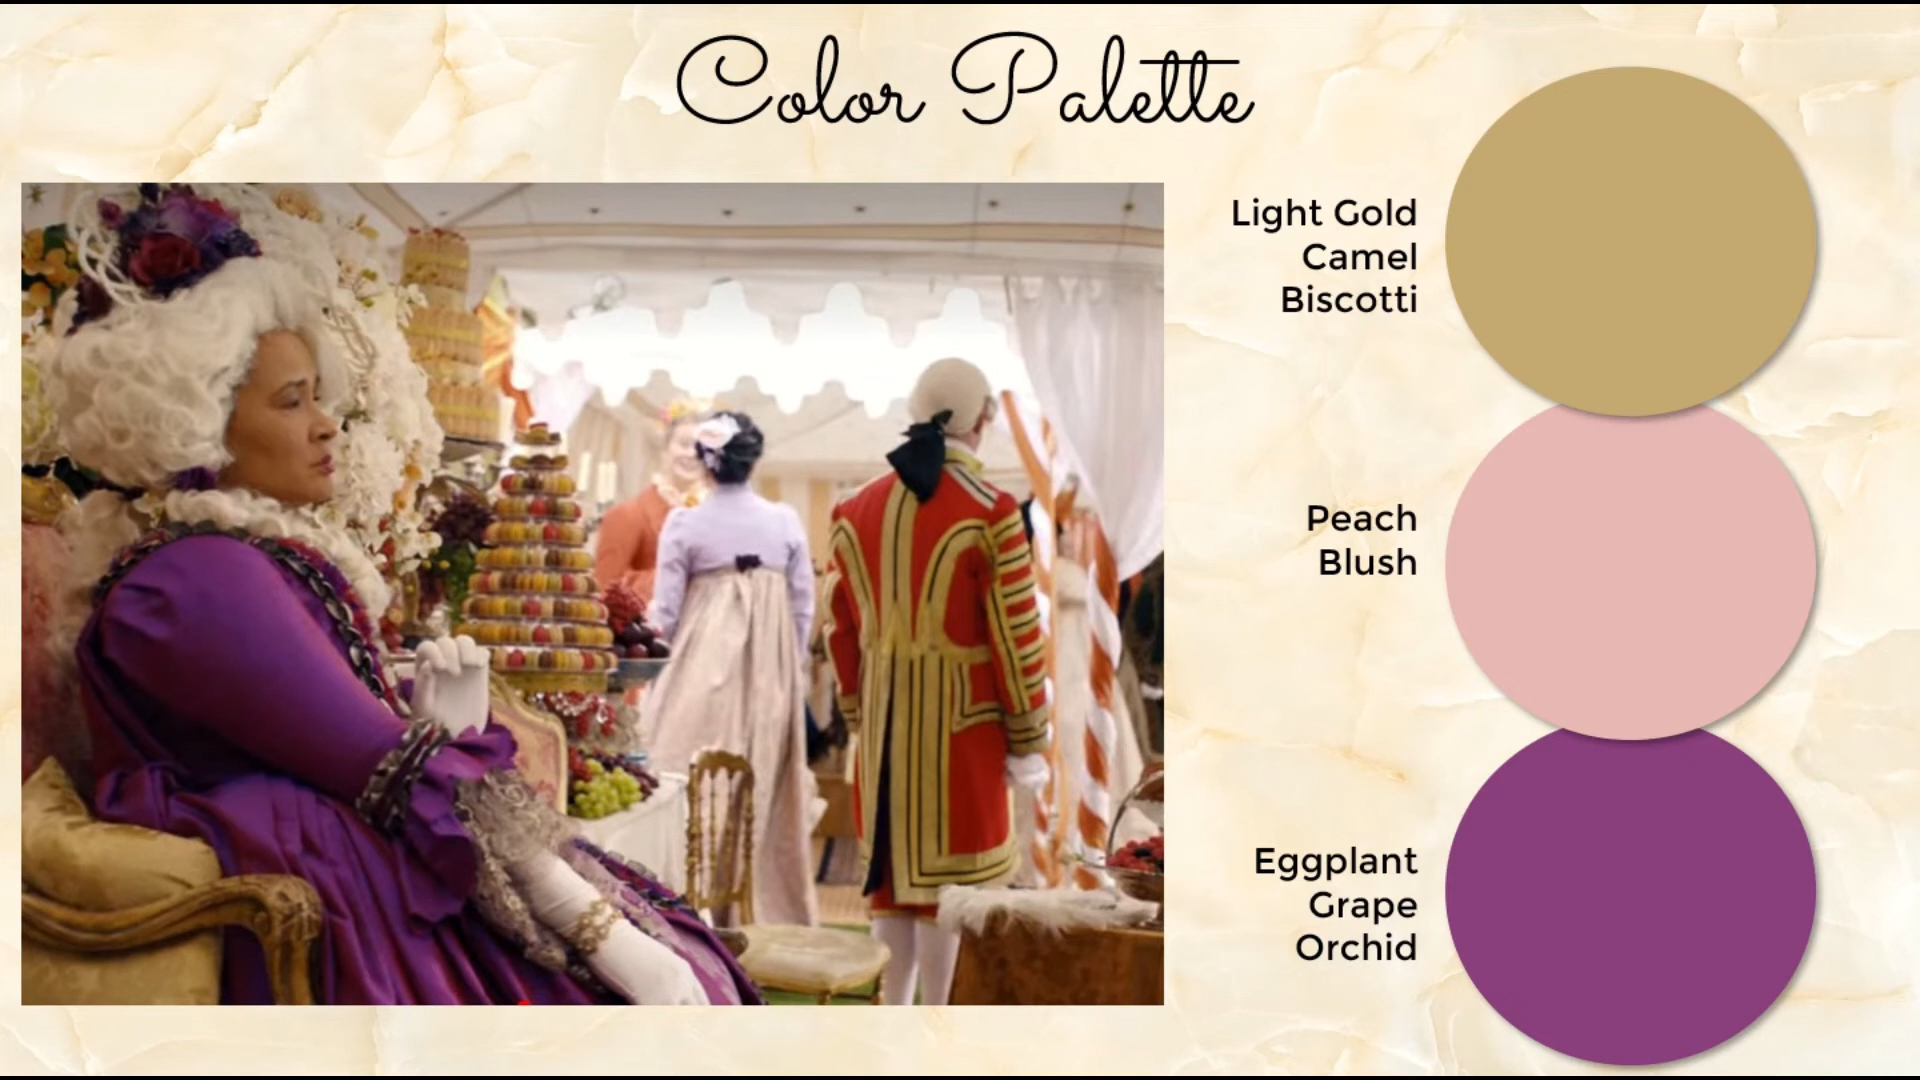 Color Palette
Light Gold
Camel
Biscotti
Peach
Blush
Eggplant
Grape
Orchid